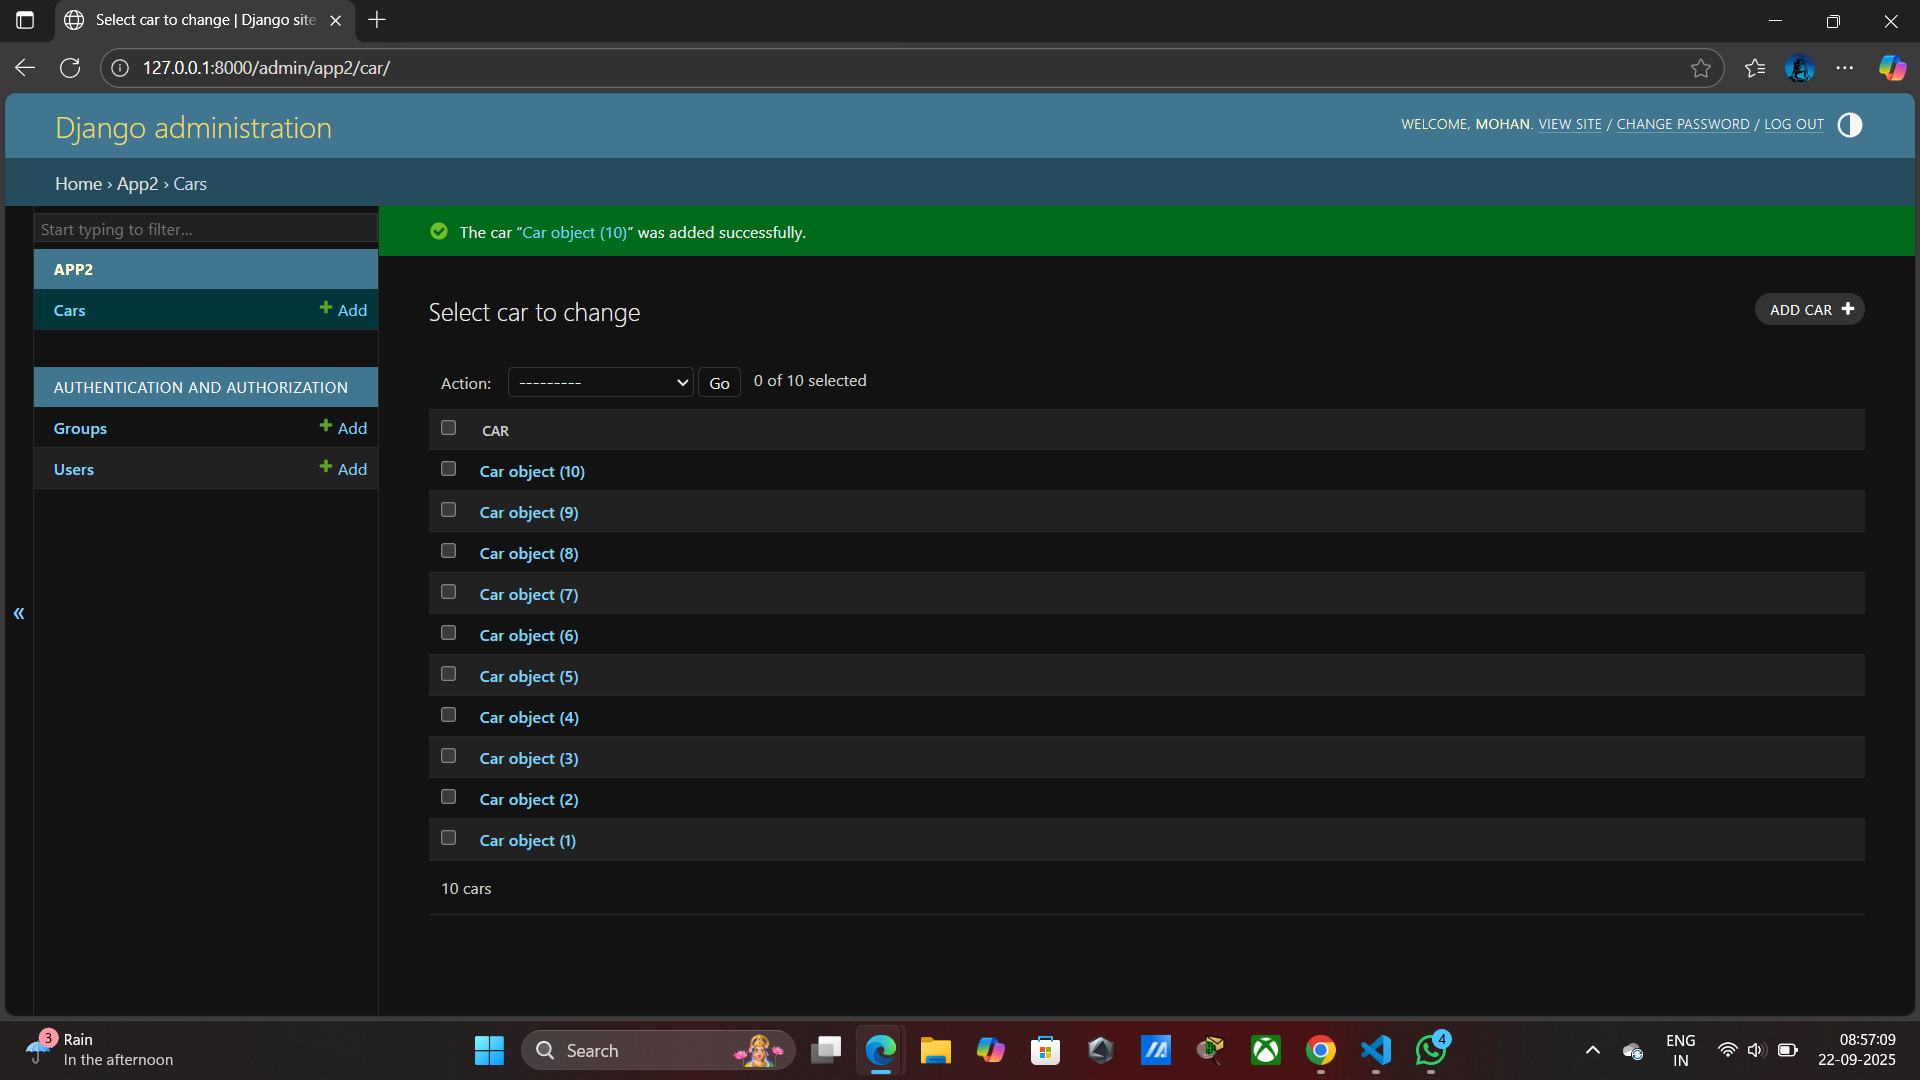 Select car to change | Django site
127.0.0.1:8000/admin/app2/car/
Django administration
WELCOME, MOHAN. VIEW SITE / CHANGE PASSWORD / LOG OUT
Home › App2 › Cars
Start typing to filter...
APP2
Cars
Add
AUTHENTICATION AND AUTHORIZATION
Groups
Add
Users
Add
«
The car “Car object (10)” was added successfully.
Select car to change
ADD CAR
Action:
---------
Go
0 of 10 selected
CAR
Car object (10)
Car object (9)
Car object (8)
Car object (7)
Car object (6)
Car object (5)
Car object (4)
Car object (3)
Car object (2)
Car object (1)
10 cars
3
Rain
In the afternoon
Search
4
ENG
IN
08:57:09
22-09-2025